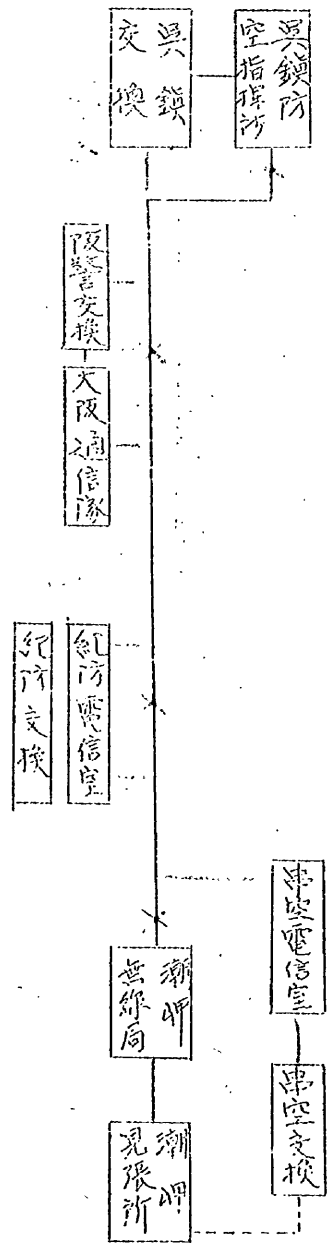 呉鎮防
空指揮所
呉鎮
交換
阪警交換
大阪通信隊
紀防電信室
紀防交換
串空電信室
串空交換
潮岬
無線局
潮岬
見張所